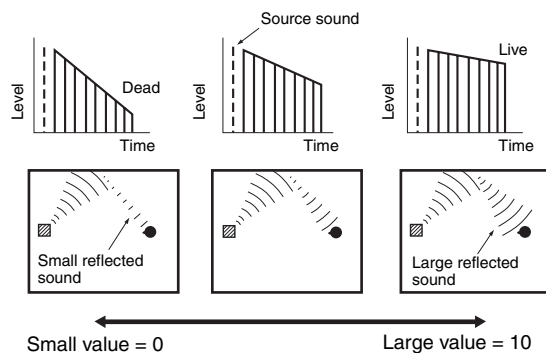 Source sound
Level
Dead
Time
Level
Time
Level
Live
Time
Small reflected
sound
Large reflected
sound
Small value = 0
Large value = 10